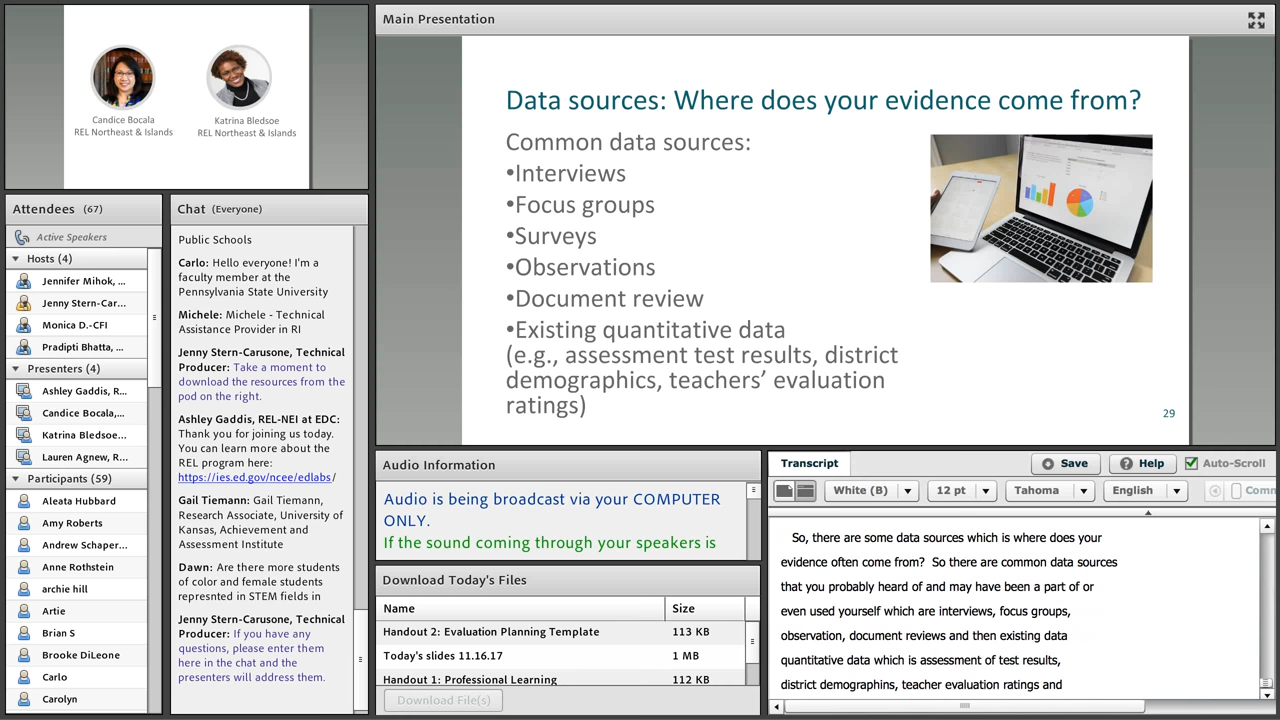 Candice Bocala
REL Northeast & Islands
Katrina Bledsoe
REL Northeast & Islands
Attendees (67)
Active Speakers
Hosts (4)
Jennifer Mihok, ...
Jenny Stern-Car...
Monica D.-CFI
Pradipti Bhatta, ...
Presenters (4)
Ashley Gaddis, R...
Candice Bocala,...
Katrina Bledsoe...
Lauren Agnew, R...
Participants (59)
Aleata Hubbard
Amy Roberts
Andrew Schaper...
Anne Rothstein
archie hill
Artie
Brian S
Brooke DiLeone
Carlo
Carolyn
Chat (Everyone)
Public Schools
Carlo: Hello everyone! I'm a
faculty member at the
Pennsylvania State University
Michele: Michele - Technical
Assistance Provider in RI
Jenny Stern-Carusone, Technical
Producer: Take a moment to
download the resources from the
pod on the right.
Ashley Gaddis, REL-NEI at EDC:
Thank you for joining us today.
You can learn more about the
REL program here:
https://ies.ed.gov/ncee/edlabs/
Gail Tiemann: Gail Tiemann,
Research Associate, University of
Kansas, Achievement and
Assessment Institute
Dawn: Are there more students
of color and female students
represnted in STEM fields in
Jenny Stern-Carusone, Technical
Producer: If you have any
questions, please enter them
here in the chat and the
presenters will address them.
Main Presentation
Data sources: Where does your evidence come from?
Common data sources:
•Interviews
•Focus groups
•Surveys
•Observations
•Document review
•Existing quantitative data
(e.g., assessment test results, district
demographics, teachers’ evaluation
ratings)
29
Audio Information
Audio is being broadcast via your COMPUTER
ONLY.
If the sound coming through your speakers is
Download Today's Files
Name Size
Handout 2: Evaluation Planning Template 113 KB
Today's slides 11.16.17 1 MB
Handout 1: Professional Learning 112 KB
Download File(s)
Transcript Save Help Auto-Scroll
White (B) 12 pt Tahoma English Comm
So, there are some data sources which is where does your
evidence often come from? So there are common data sources
that you probably heard of and may have been a part of or
even used yourself which are interviews, focus groups,
observation, document reviews and then existing data
quantitative data which is assessment of test results,
district demographins, teacher evaluation ratings and